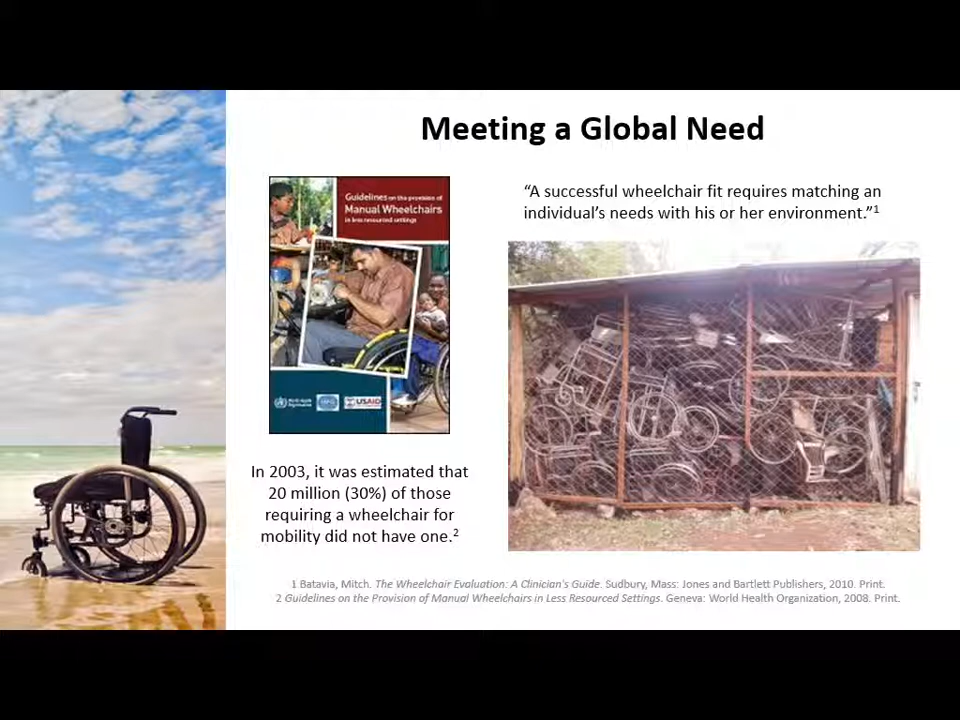 Meeting a Global Need
Guidelines on the provision of
Manual Wheelchairs
in less resourced settings
World Health
Organization
USAID
In 2003, it was estimated that
20 million (30%) of those
requiring a wheelchair for
mobility did not have one.2
“A successful wheelchair fit requires matching an
individual’s needs with his or her environment.”1
1 Batavia, Mitch. The Wheelchair Evaluation: A Clinician's Guide. Sudbury, Mass: Jones and Bartlett Publishers, 2010. Print.
2 Guidelines on the Provision of Manual Wheelchairs in Less Resourced Settings. Geneva: World Health Organization, 2008. Print.